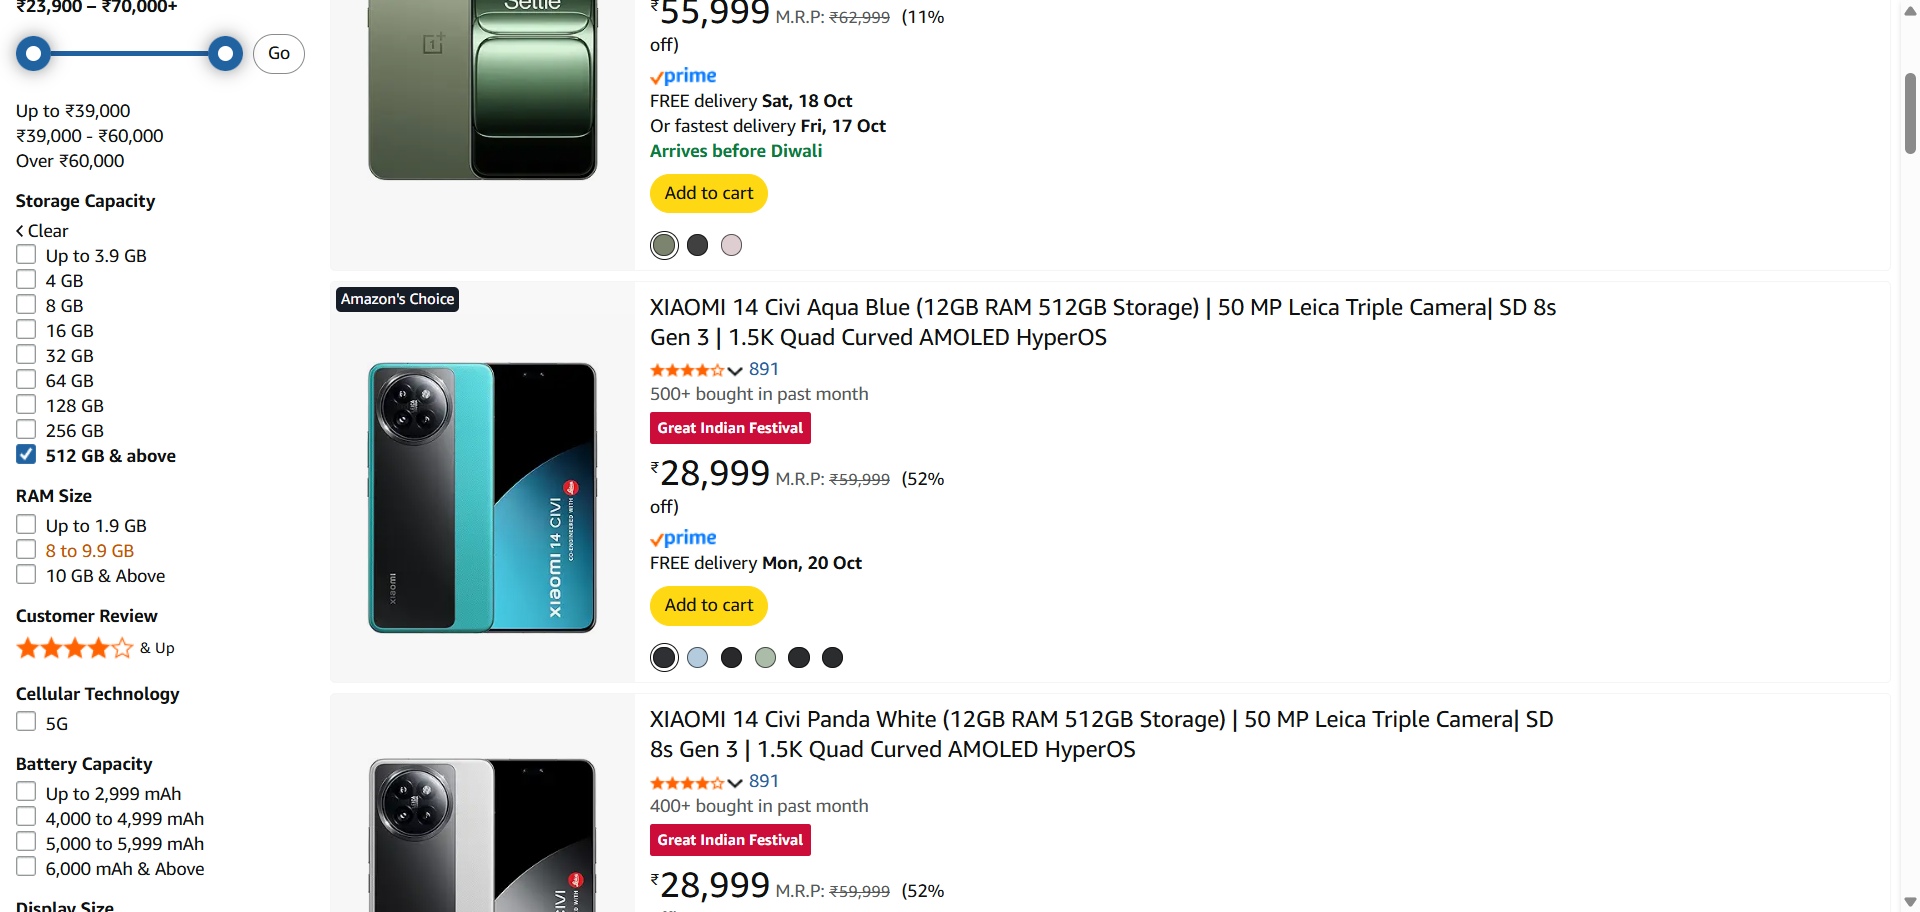 ₹23,900 – ₹70,000+
Go
Up to ₹39,000
₹39,000 - ₹60,000
Over ₹60,000
Storage Capacity
Clear
Up to 3.9 GB
4 GB
8 GB
16 GB
32 GB
64 GB
128 GB
256 GB
512 GB & above
RAM Size
Up to 1.9 GB
8 to 9.9 GB
10 GB & Above
Customer Review
& Up
Cellular Technology
5G
Battery Capacity
Up to 2,999 mAh
4,000 to 4,999 mAh
5,000 to 5,999 mAh
6,000 mAh & Above
Display Size
Settle
₹55,999 M.R.P: ₹62,999 (11%
off)
prime
FREE delivery Sat, 18 Oct
Or fastest delivery Fri, 17 Oct
Arrives before Diwali
Add to cart
Amazon's Choice
XIAOMI 14 CIVI
CO-ENGINEERED WITH
xiaomi
XIAOMI 14 Civi Aqua Blue (12GB RAM 512GB Storage) | 50 MP Leica Triple Camera| SD 8s
Gen 3 | 1.5K Quad Curved AMOLED HyperOS
891
500+ bought in past month
Great Indian Festival
₹28,999 M.R.P: ₹59,999 (52%
off)
prime
FREE delivery Mon, 20 Oct
Add to cart
XIAOMI 14 Civi Panda White (12GB RAM 512GB Storage) | 50 MP Leica Triple Camera| SD
8s Gen 3 | 1.5K Quad Curved AMOLED HyperOS
891
400+ bought in past month
Great Indian Festival
₹28,999 M.R.P: ₹59,999 (52%